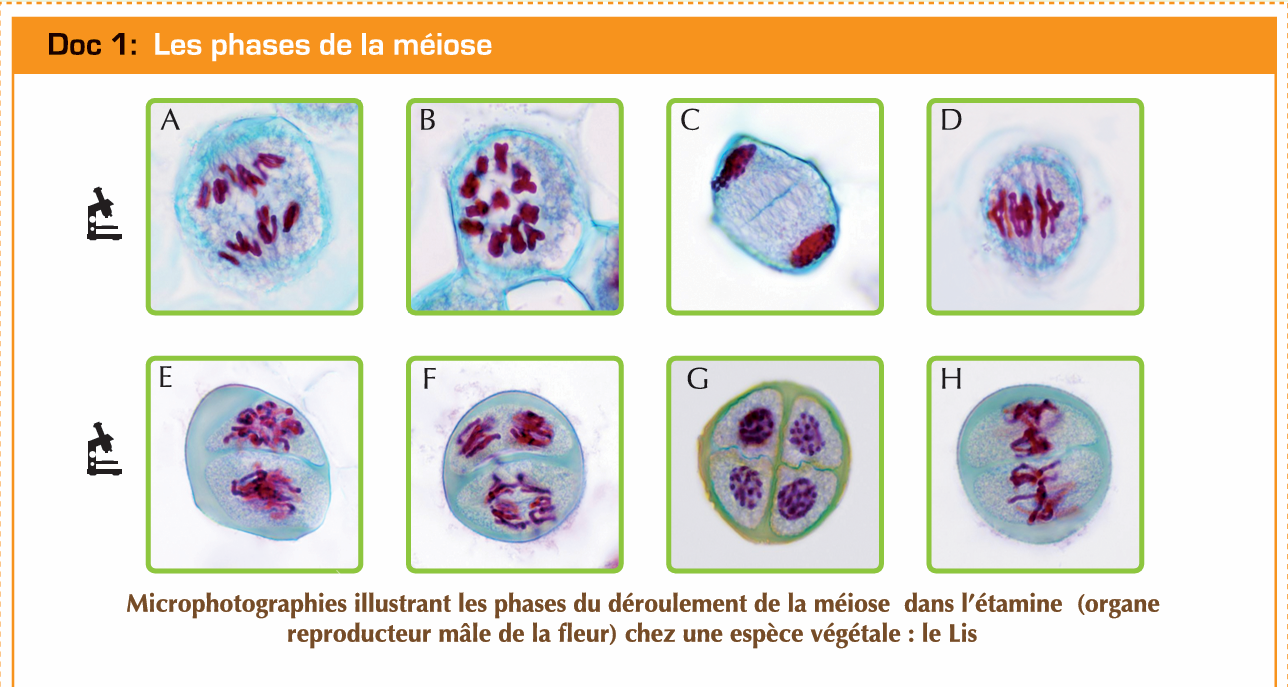 Doc 1: Les phases de la méiose
A
B
C
D
E
F
G
H
Microphotographies illustrant les phases du déroulement de la méiose dans l’étamine (organe
reproducteur mâle de la fleur) chez une espèce végétale : le Lis